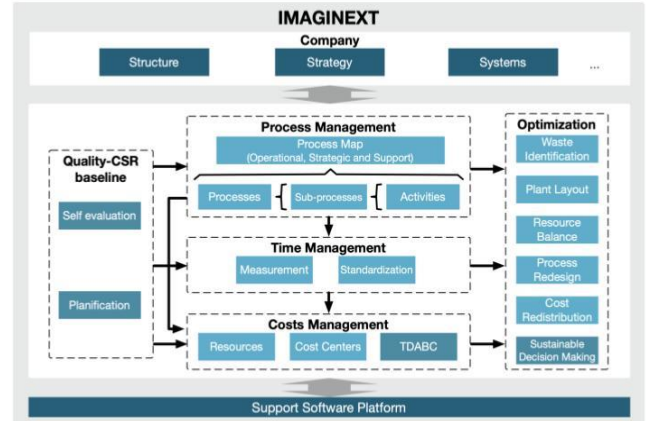 IMAGINEXT
Company
Structure
Strategy
Systems
...
Quality-CSR
baseline
Self evaluation
Planification
Process Management
Process Map
(Operational, Strategic and Support)
Processes
Sub-processes
Activities
Time Management
Measurement
Standardization
Costs Management
Resources
Cost Centers
TDABC
Optimization
Waste
Identification
Plant Layout
Resource
Balance
Process
Redesign
Cost
Redistribution
Sustainable
Decision Making
Support Software Platform